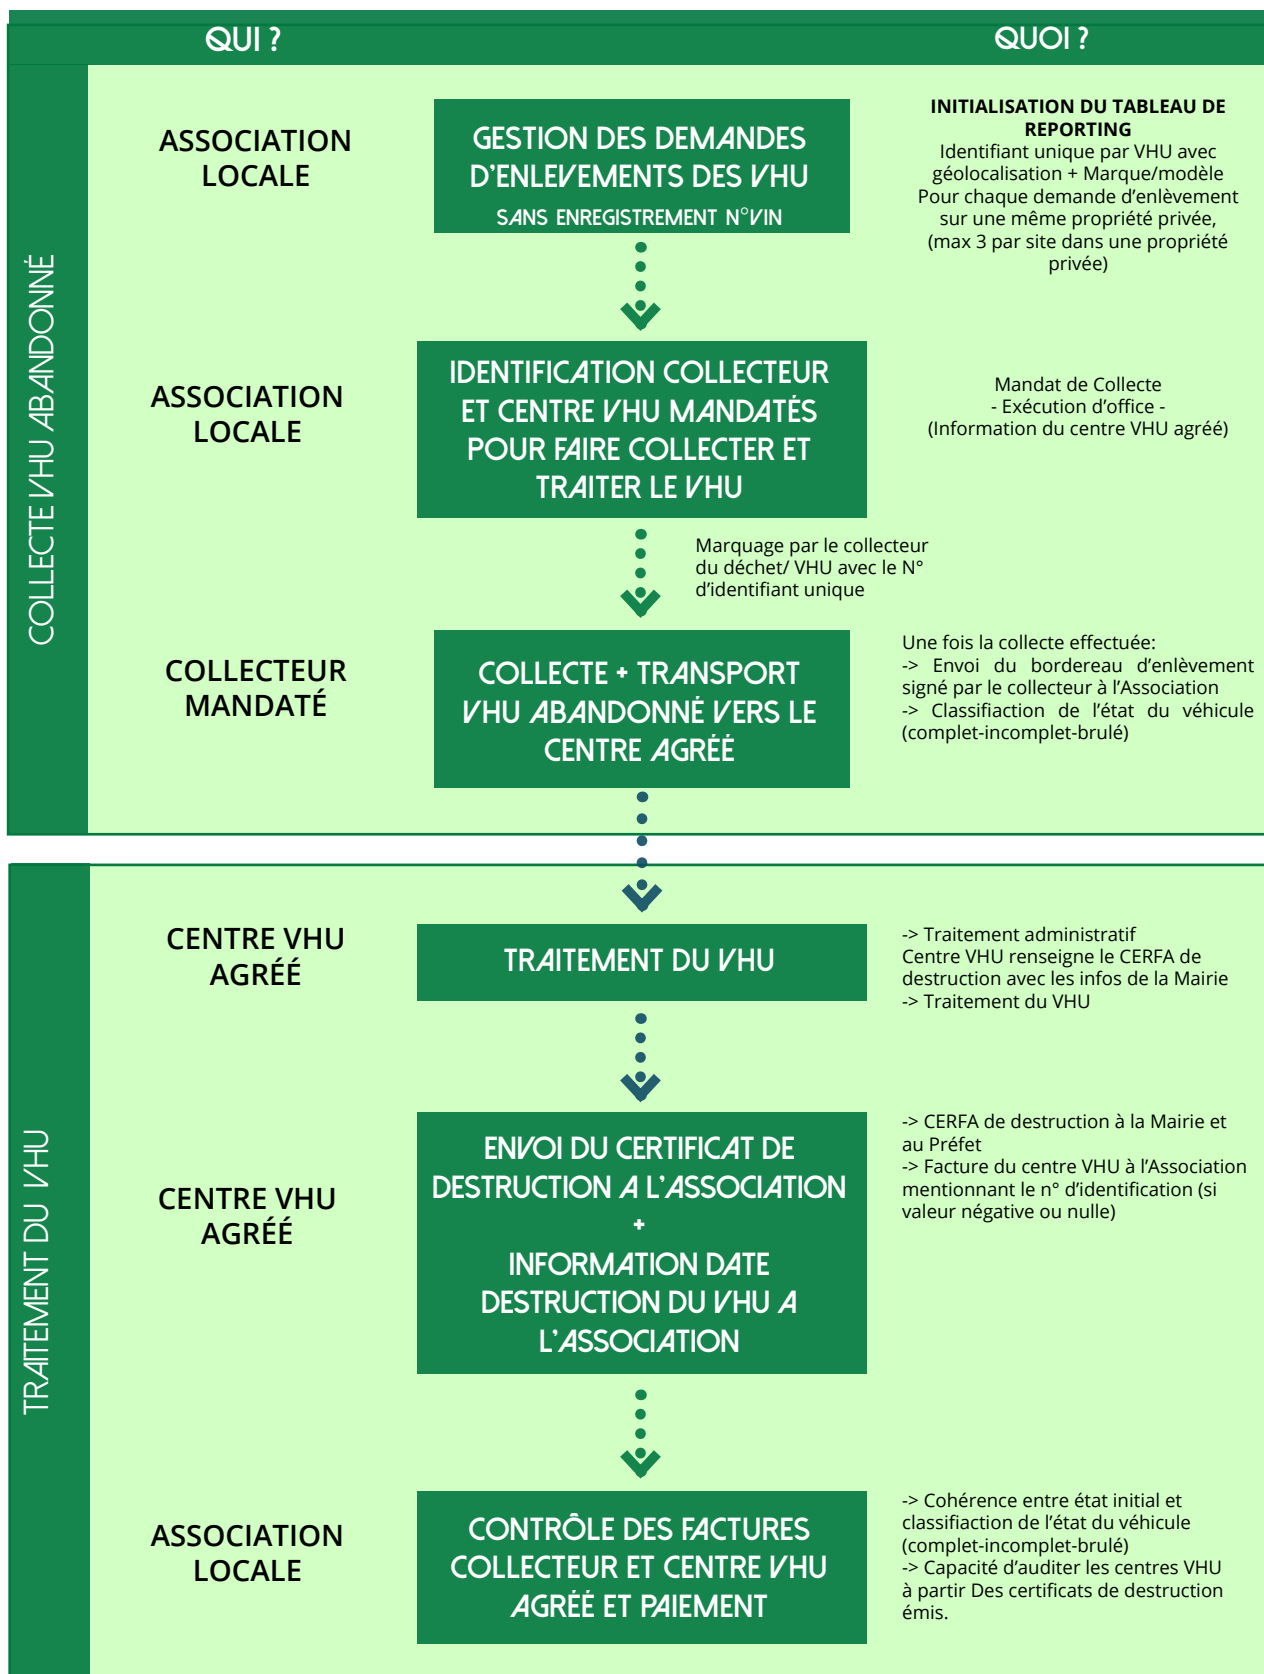 QUI ?
QUOI ?
COLLECTE VHU ABANDONNÉ
ASSOCIATION
LOCALE
GESTION DES DEMANDES
D'ENLEVEMENTS DES VHU
SANS ENREGISTREMENT N°VIN
INITIALISATION DU TABLEAU DE
REPORTING
Identifiant unique par VHU avec
géolocalisation + Marque/modèle
Pour chaque demande d'enlèvement
sur une même propriété privée,
(max 3 par site dans une propriété
privée)
ASSOCIATION
LOCALE
IDENTIFICATION COLLECTEUR
ET CENTRE VHU MANDATÉS
POUR FAIRE COLLECTER ET
TRAITER LE VHU
Mandat de Collecte
- Exécution d'office -
(Information du centre VHU agréé)
Marquage par le collecteur
du déchet/ VHU avec le N°
d'identifiant unique
COLLECTEUR
MANDATÉ
COLLECTE + TRANSPORT
VHU ABANDONNÉ VERS LE
CENTRE AGRÉÉ
Une fois la collecte effectuée:
-> Envoi du bordereau d'enlèvement
signé par le collecteur à l'Association
-> Classifiaction de l'état du véhicule
(complet-incomplet-brulé)
TRAITEMENT DU VHU
CENTRE VHU
AGRÉÉ
TRAITEMENT DU VHU
-> Traitement administratif
Centre VHU renseigne le CERFA de
destruction avec les infos de la Mairie
-> Traitement du VHU
CENTRE VHU
AGRÉÉ
ENVOI DU CERTIFICAT DE
DESTRUCTION A L'ASSOCIATION
+
INFORMATION DATE
DESTRUCTION DU VHU A
L'ASSOCIATION
-> CERFA de destruction à la Mairie et
au Préfet
-> Facture du centre VHU à l'Association
mentionnant le n° d'identification (si
valeur négative ou nulle)
ASSOCIATION
LOCALE
CONTRÔLE DES FACTURES
COLLECTEUR ET CENTRE VHU
AGRÉÉ ET PAIEMENT
-> Cohérence entre état initial et
classifiaction de l'état du véhicule
(complet-incomplet-brulé)
-> Capacité d'auditer les centres VHU
à partir Des certificats de destruction
émis.